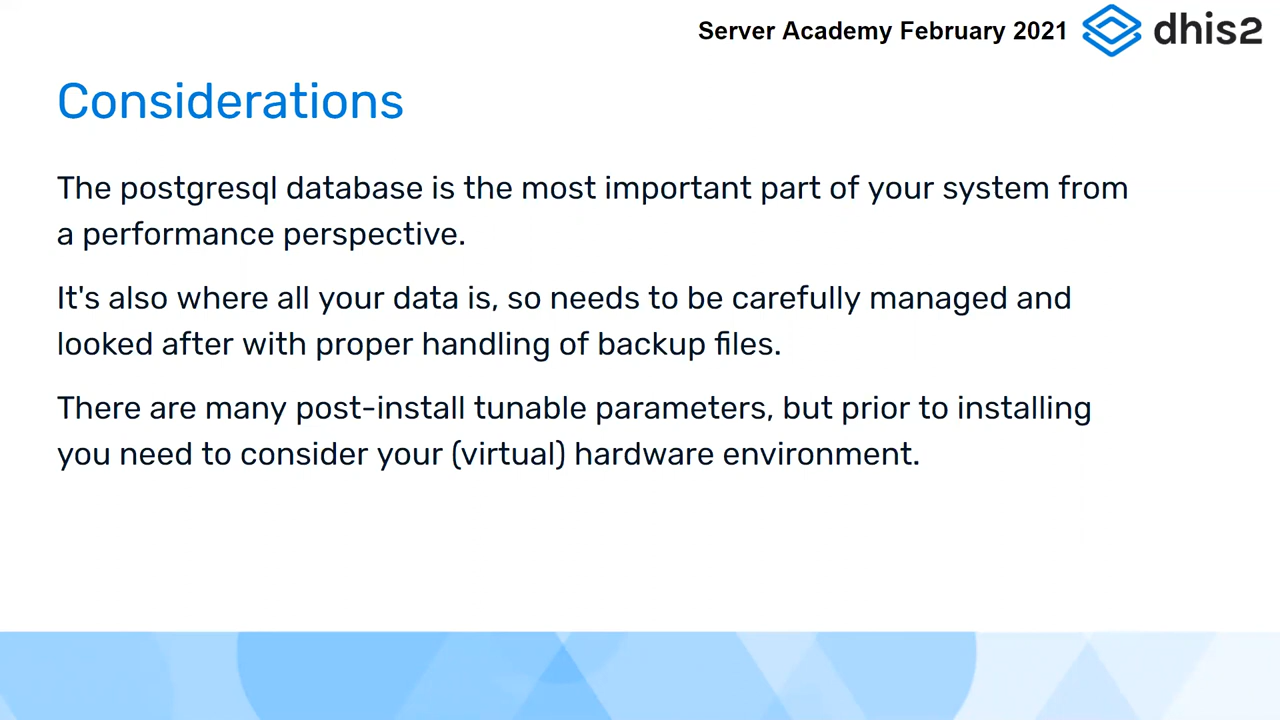 Server Academy February 2021 dhis2
Considerations
The postgresql database is the most important part of your system from
a performance perspective.
It's also where all your data is, so needs to be carefully managed and
looked after with proper handling of backup files.
There are many post-install tunable parameters, but prior to installing
you need to consider your (virtual) hardware environment.